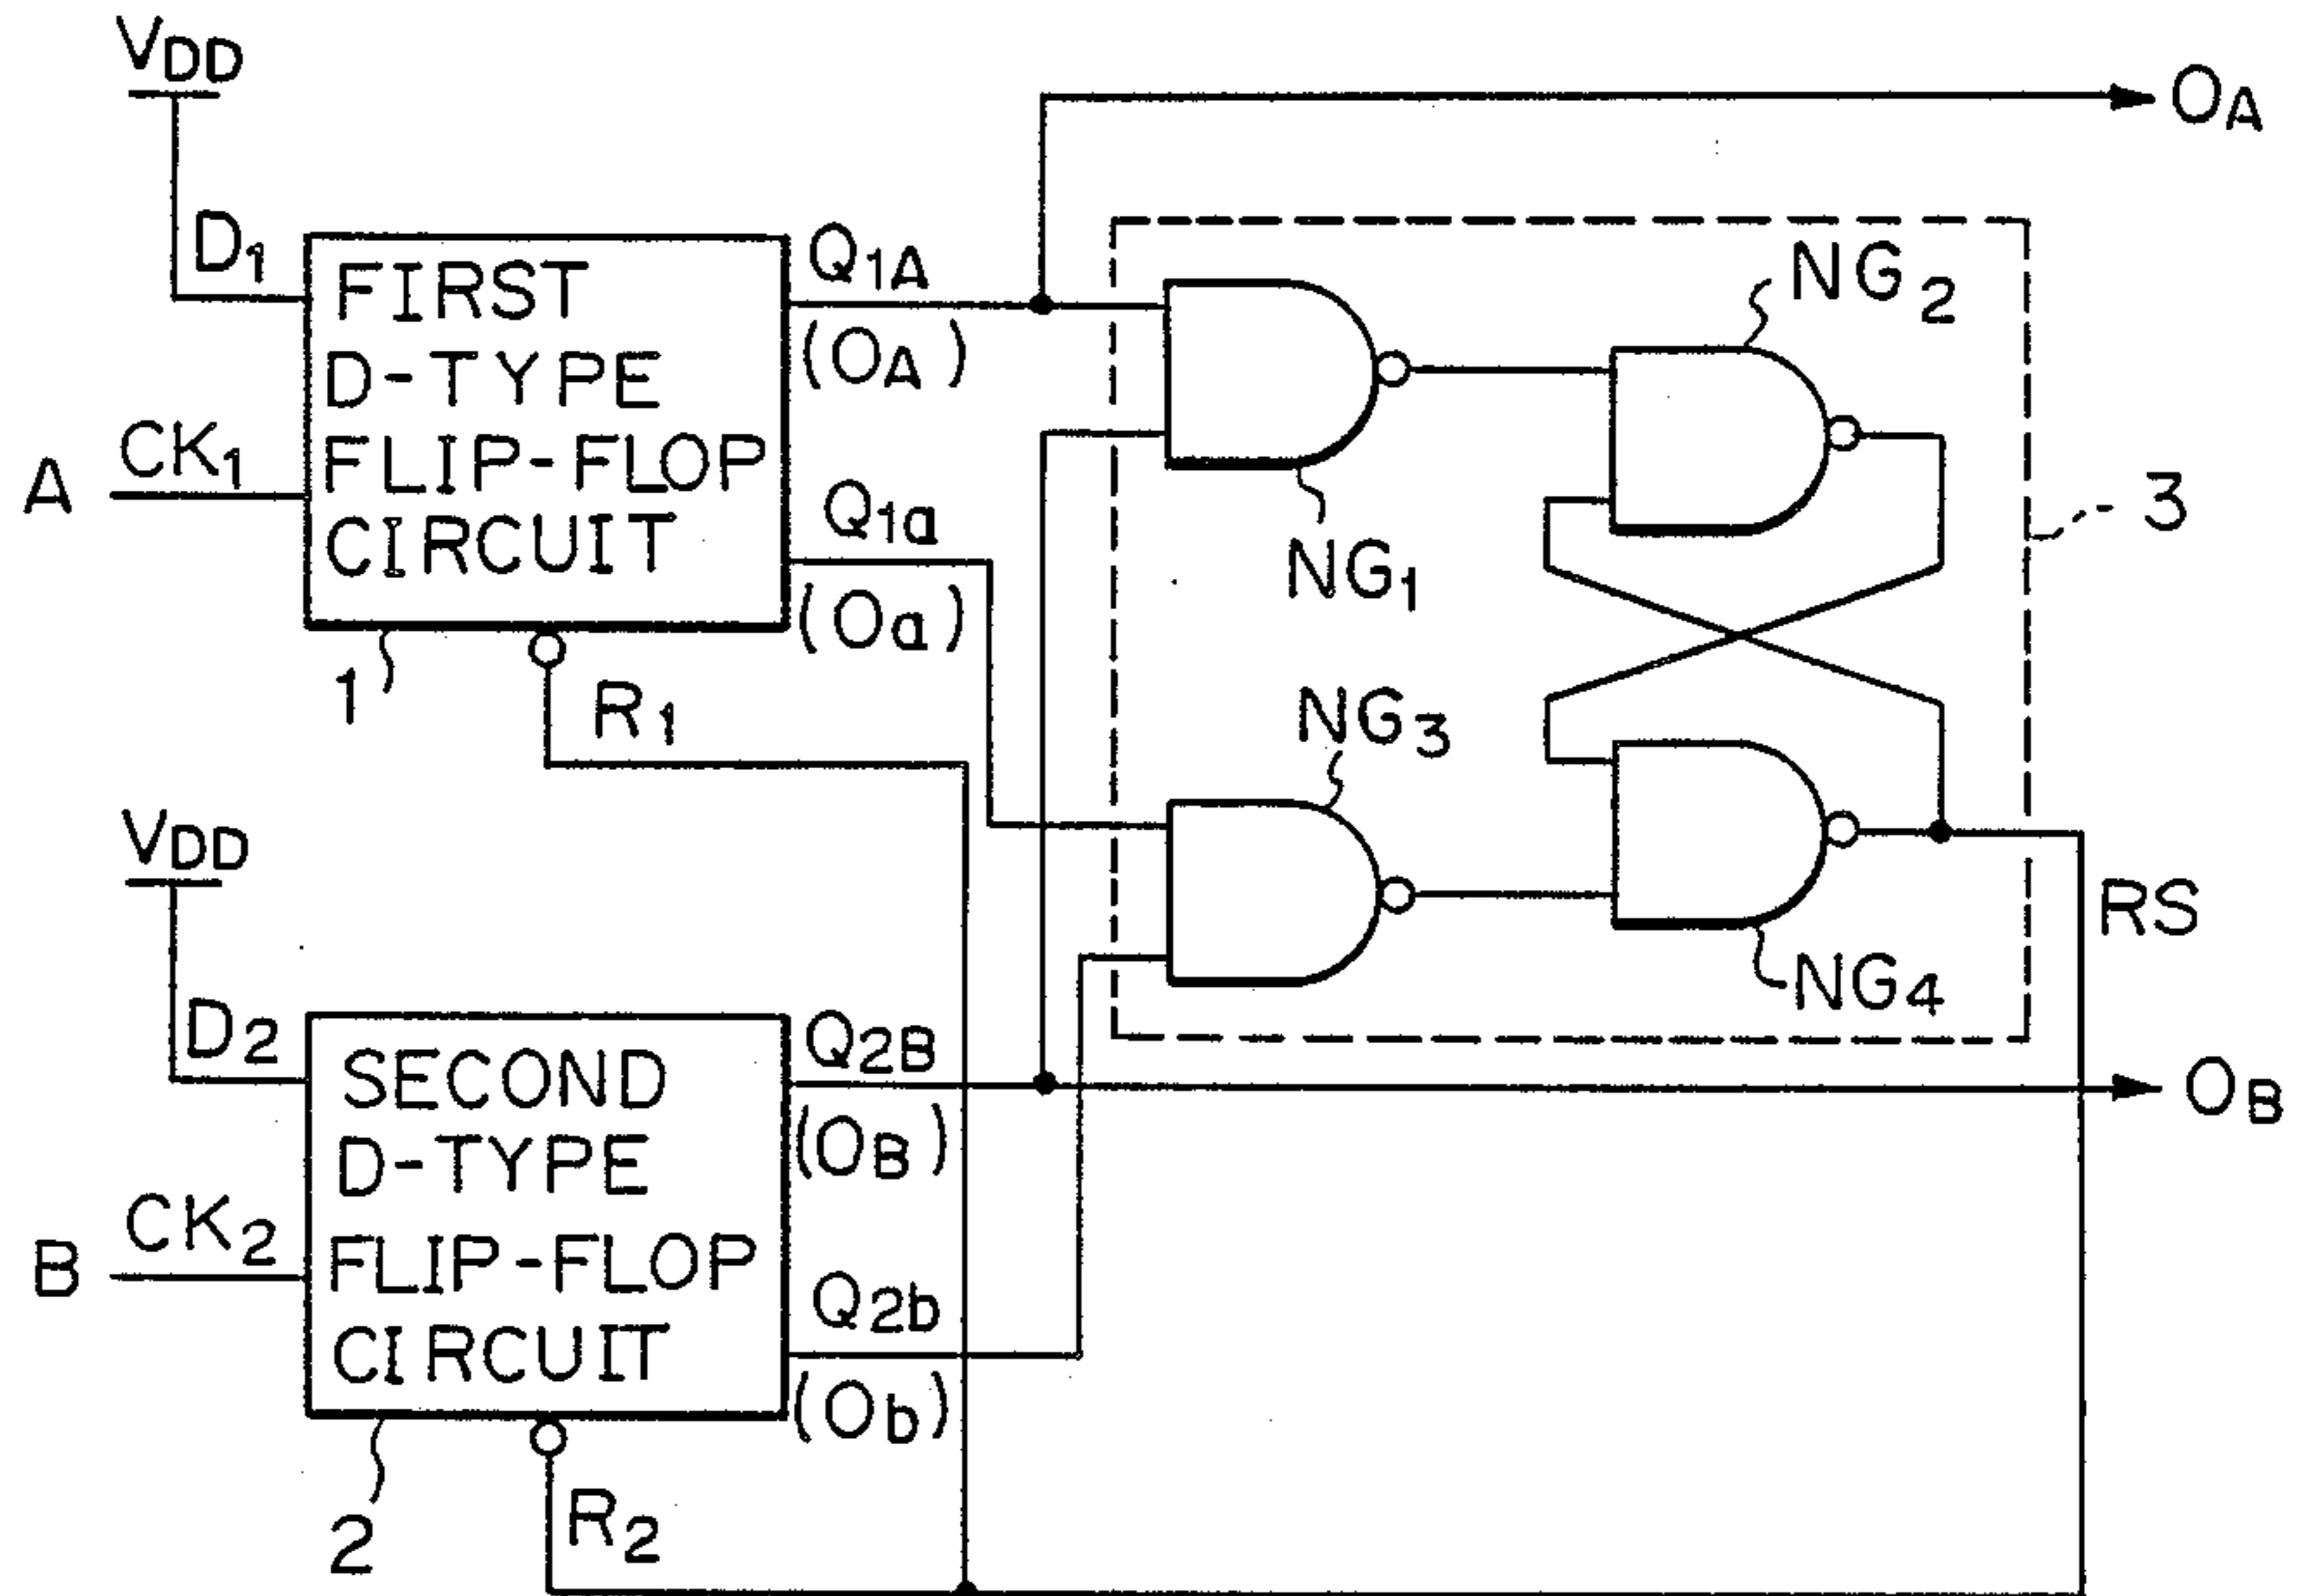 VDD
OA
D1
FIRST
D-TYPE
FLIP-FLOP
CIRCUIT
Q1A
(OA)
NG2
A
CK1
Q1a
(Oa)
3
NG1
1
R1
NG3
VDD
RS
NG4
D2
SECOND
D-TYPE
FLIP-FLOP
CIRCUIT
Q2B
(OB)
OB
B
CK2
Q2b
(Ob)
2
R2